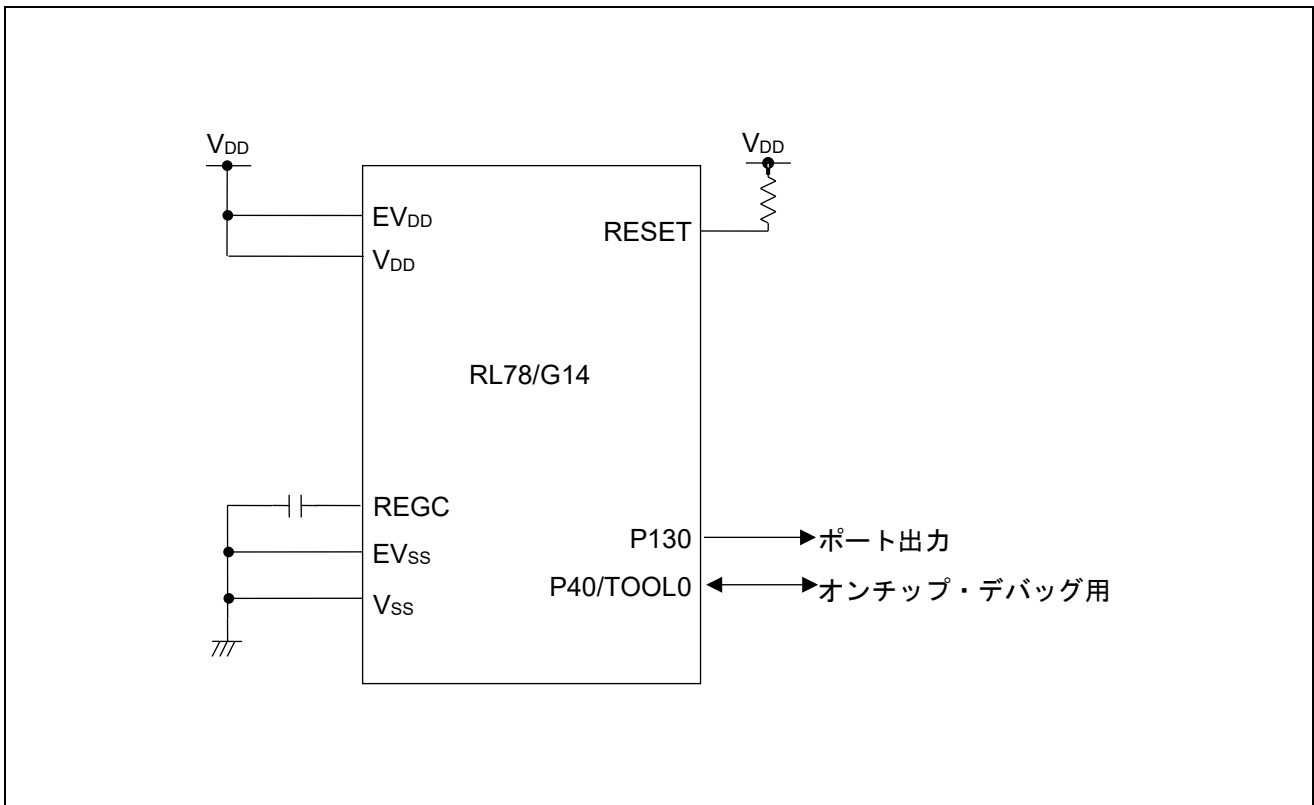 VDD
VDD
EVDD
RESET
VDD
RL78/G14
REGC
P130
ポート出力
EVSS
P40/TOOL0
オンチップ・デバッグ用
VSS